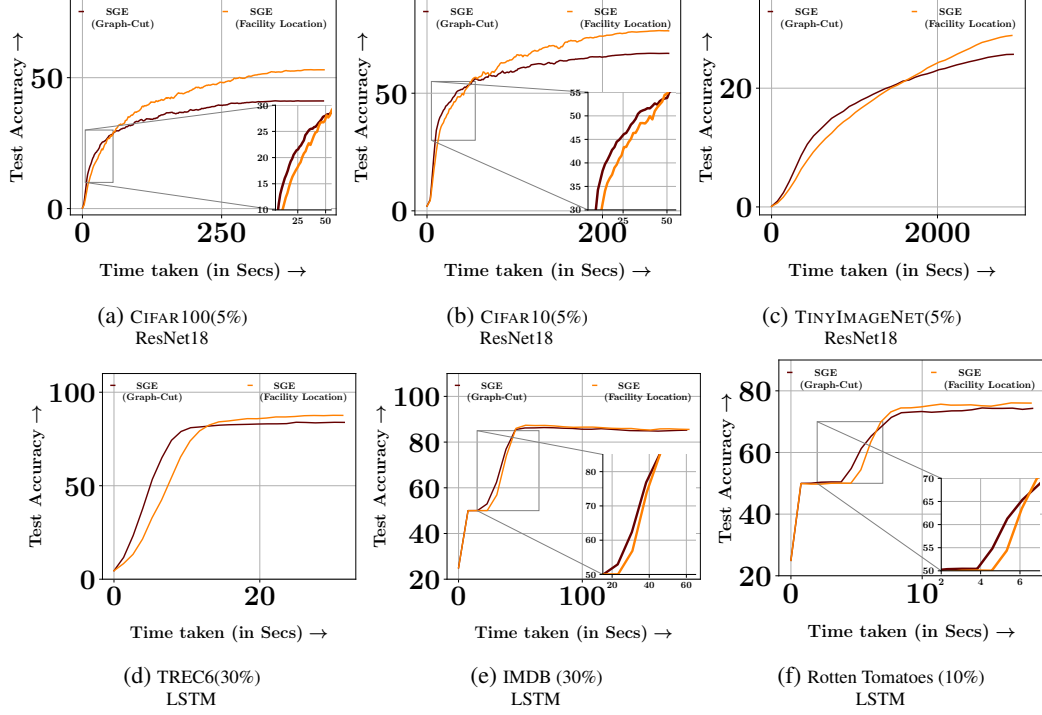 SGE
(Graph-Cut)
SGE
(Facility Location)
Test Accuracy →
50
0
30
25
20
15
10
25
50
0
250
Time taken (in Secs) →
(a) CIFAR100(5%)
ResNet18
SGE
(Graph-Cut)
SGE
(Facility Location)
Test Accuracy →
50
0
55
50
45
40
35
30
25
50
0
200
Time taken (in Secs) →
(b) CIFAR10(5%)
ResNet18
SGE
(Graph-Cut)
SGE
(Facility Location)
Test Accuracy →
20
0
0
2000
Time taken (in Secs) →
(c) TINYIMAGENET(5%)
ResNet18
SGE
(Graph-Cut)
SGE
(Facility Location)
Test Accuracy →
100
50
0
0
20
Time taken (in Secs) →
(d) TREC6(30%)
LSTM
SGE
(Graph-Cut)
SGE
(Facility Location)
Test Accuracy →
100
80
60
40
20
80
70
60
50
20
40
60
0
100
Time taken (in Secs) →
(e) IMDB (30%)
LSTM
SGE
(Graph-Cut)
SGE
(Facility Location)
Test Accuracy →
80
60
40
20
70
65
60
55
50
2
4
6
0
10
Time taken (in Secs) →
(f) Rotten Tomatoes (10%)
LSTM